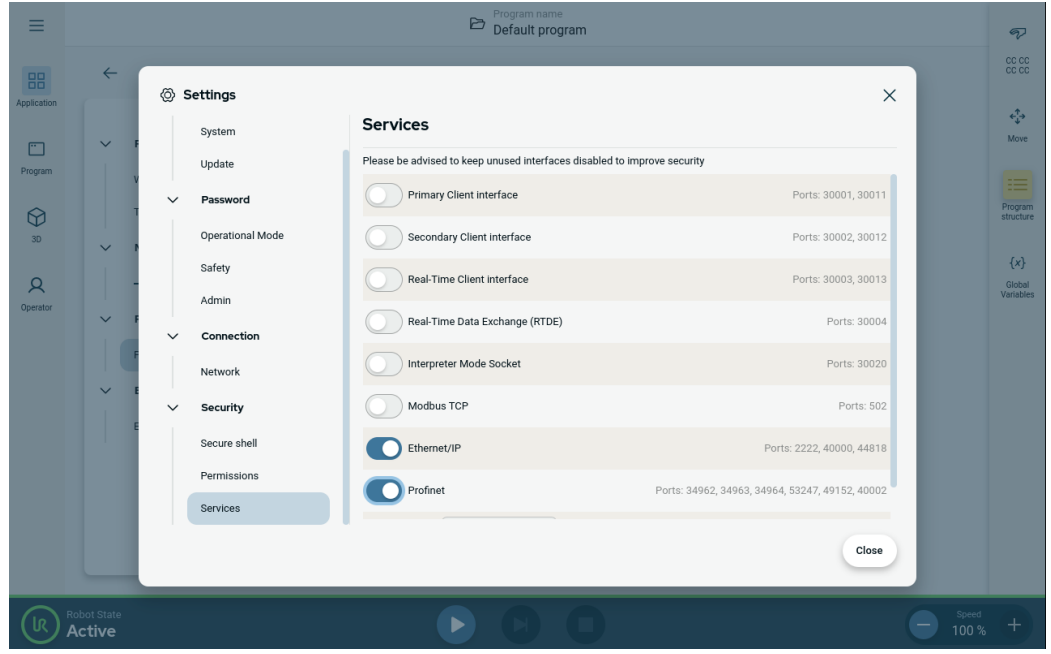 Program name
Default program
Application
Program
3D
Operator
CC CC
CC CC
Move
Program
structure
{x}
Global
Variables
Settings
System
Update
Password
Operational Mode
Safety
Admin
Connection
Network
Security
Secure shell
Permissions
Services
Services
Please be advised to keep unused interfaces disabled to improve security
Primary Client interface Ports: 30001, 30011
Secondary Client interface Ports: 30002, 30012
Real-Time Client interface Ports: 30003, 30013
Real-Time Data Exchange (RTDE) Ports: 30004
Interpreter Mode Socket Ports: 30020
Modbus TCP Ports: 502
Ethernet/IP Ports: 2222, 40000, 44818
Profinet Ports: 34962, 34963, 34964, 53247, 49152, 40002
Close
UR
Robot State
Active
Speed
100 %